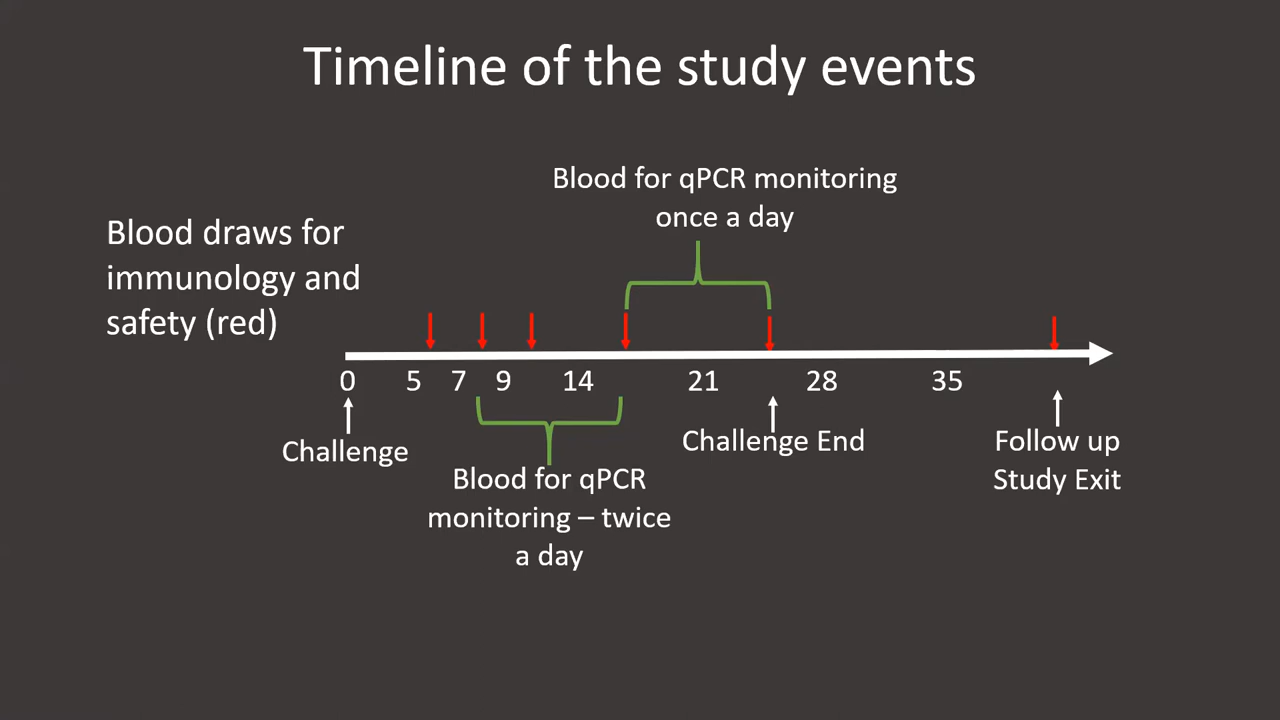 Timeline of the study events
Blood for qPCR monitoring
once a day
Blood draws for
immunology and
safety (red)
0 5 7 9 14 21 28 35
Challenge
Challenge End
Follow up
Study Exit
Blood for qPCR
monitoring – twice
a day